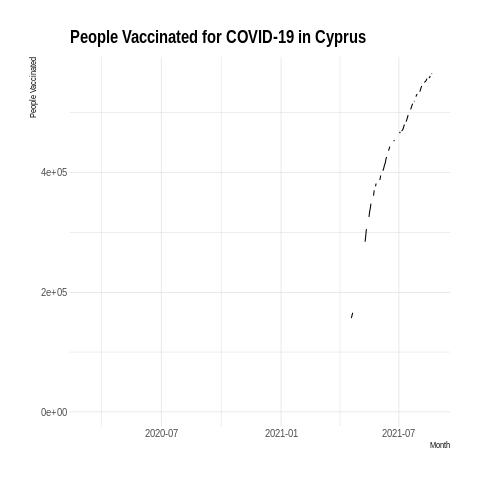 People Vaccinated for COVID-19 in Cyprus
People Vaccinated
4e+05
2e+05
0e+00
2020-07
2021-01
2021-07
Month